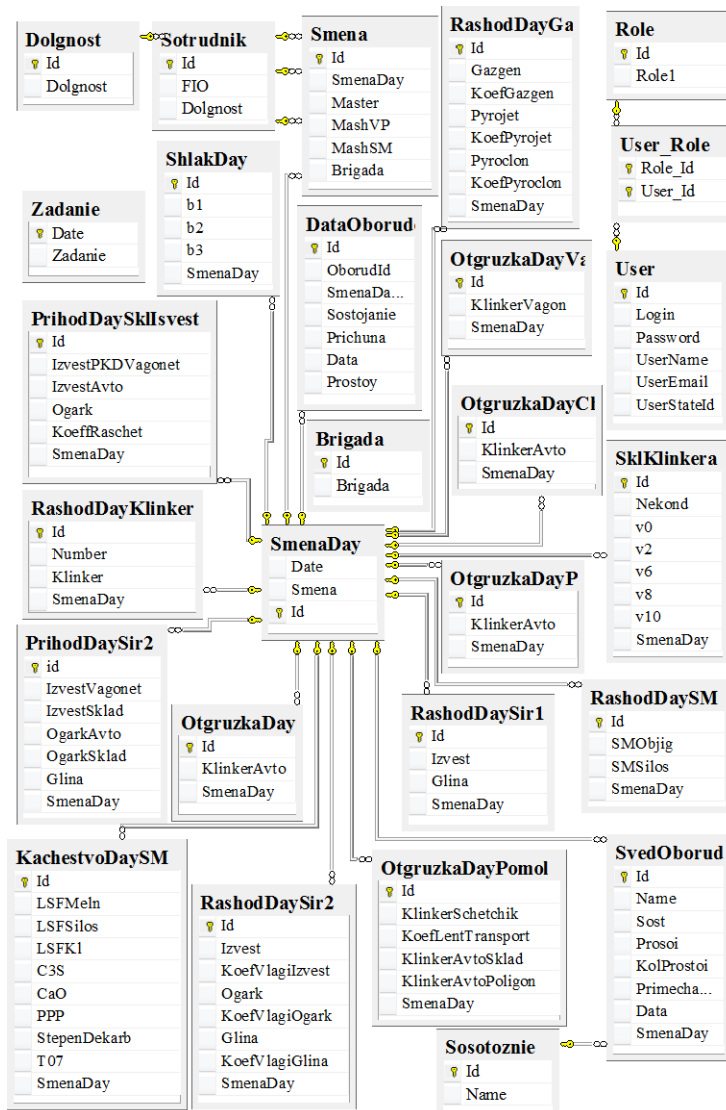 Dolgnost
Id
Dolgnost
Sotrudnik
Id
FIO
Dolgnost
Smena
Id
SmenaDay
Master
MashVP
MashSM
Brigada
RashodDayGa
Id
Gazgen
KoefGazgen
Pyrojet
KoefPyrojet
Pyroclon
KoefPyroclon
SmenaDay
Role
Id
Role1
User_Role
Role_Id
User_Id
ShlakDay
Id
b1
b2
b3
SmenaDay
Zadanie
Date
Zadanie
DataOborud
Id
OborudId
SmenaDa...
Sostojanie
Prichuna
Data
Prostoy
OtgruzkaDayVa
Id
KlinkerVagon
SmenaDay
User
Id
Login
Password
UserName
UserEmail
UserStateId
PrihodDaySklIsvest
Id
IzvestPKDVagonet
IzvestAvto
Ogark
KoeffRaschet
SmenaDay
OtgruzkaDayCl
Id
KlinkerAvto
SmenaDay
Brigada
Id
Brigada
SklKlinkera
Id
Nekond
v0
v2
v6
v8
v10
SmenaDay
RashodDayKlinker
Id
Number
Klinker
SmenaDay
SmenaDay
Date
Smena
Id
OtgruzkaDayP
Id
KlinkerAvto
SmenaDay
PrihodDaySir2
id
IzvestVagonet
IzvestSklad
OgarkAvto
OgarkSklad
Glina
SmenaDay
OtgruzkaDay
Id
KlinkerAvto
SmenaDay
RashodDaySir1
Id
Izvest
Glina
SmenaDay
RashodDaySM
Id
SMObjig
SMSilos
SmenaDay
KachestvoDaySM
Id
LSFMeln
LSFSilos
LSFKl
C3S
CaO
PPP
StepenDekarb
T07
SmenaDay
RashodDaySir2
Id
Izvest
KoefVlagiIzvest
Ogark
KoefVlagiOgark
Glina
KoefVlagiGlina
SmenaDay
OtgruzkaDayPomol
Id
KlinkerSchetchik
KoefLentTransport
KlinkerAvtoSklad
KlinkerAvtoPoligon
SmenaDay
SvedOborud
Id
Name
Sost
Prosoi
KolProstoi
Primecha...
Data
SmenaDay
Sosotoznie
Id
Name